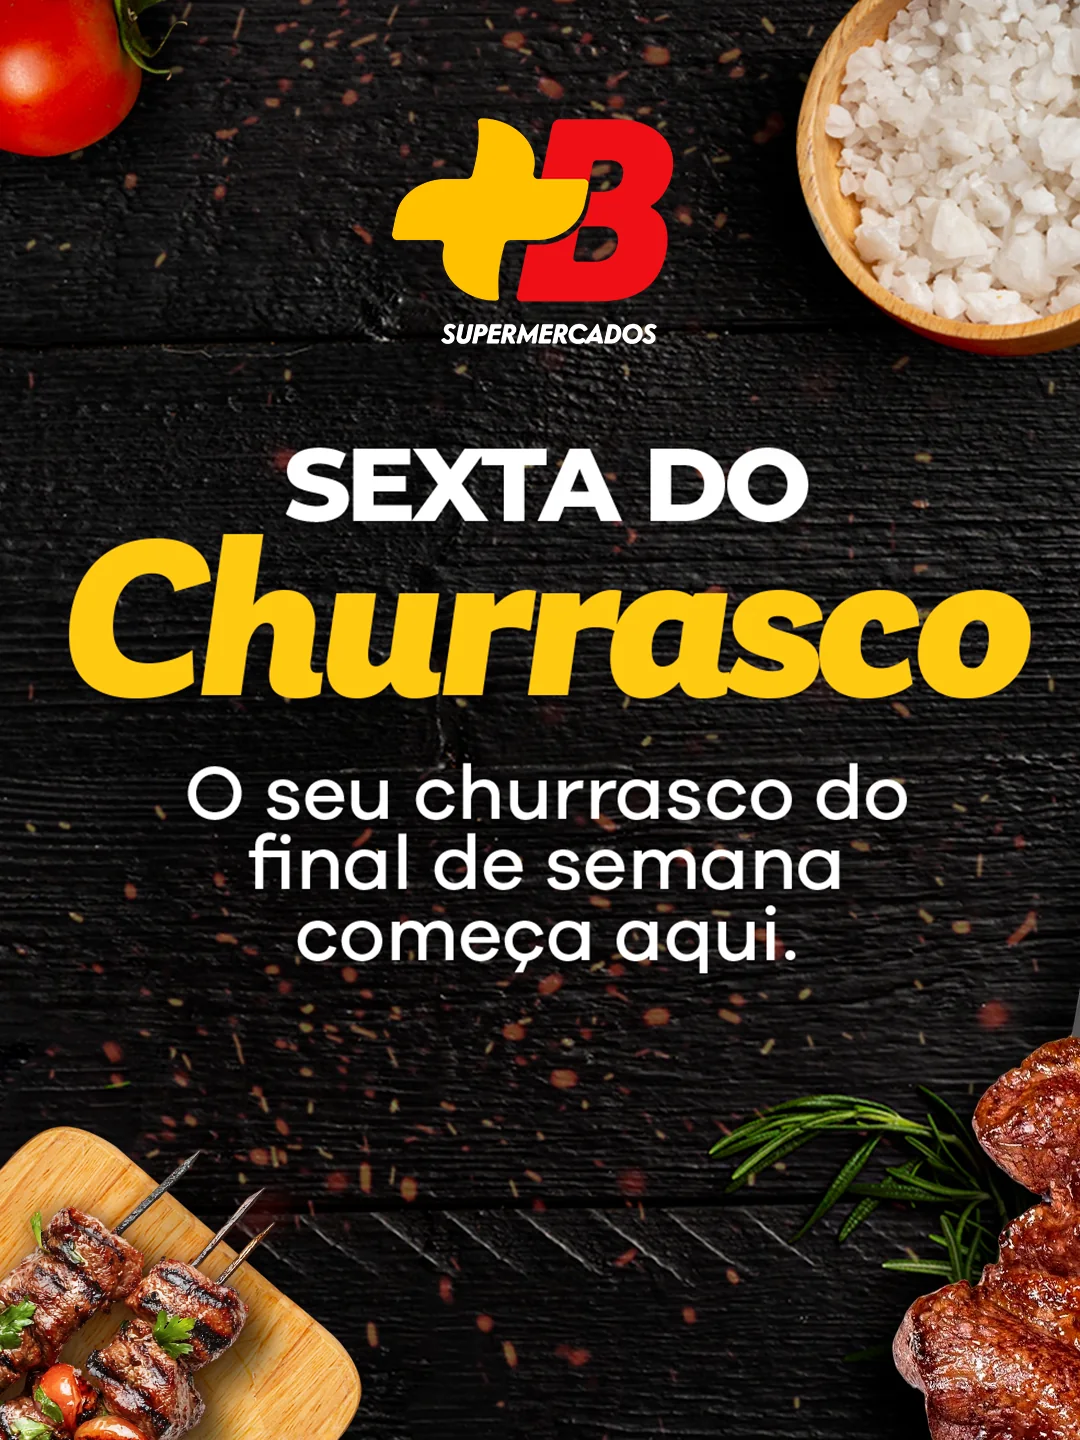 +B
SUPERMERCADOS
SEXTA DO
Churrasco
O seu churrasco do
final de semana
começa aqui.